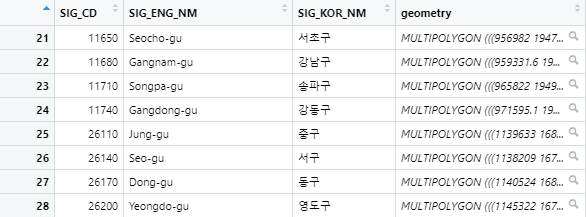 SIG_CD SIG_ENG_NM SIG_KOR_NM geometry
21 11650 Seocho-gu 서초구 MULTIPOLYGON (((956982 1947...
22 11680 Gangnam-gu 강남구 MULTIPOLYGON (((959331.6 19...
23 11710 Songpa-gu 송파구 MULTIPOLYGON (((965822 1949...
24 11740 Gangdong-gu 강동구 MULTIPOLYGON (((971595.1 19...
25 26110 Jung-gu 중구 MULTIPOLYGON (((1139633 168...
26 26140 Seo-gu 서구 MULTIPOLYGON (((1138209 167...
27 26170 Dong-gu 동구 MULTIPOLYGON (((1140524 168...
28 26200 Yeongdo-gu 영도구 MULTIPOLYGON (((1145322 167...